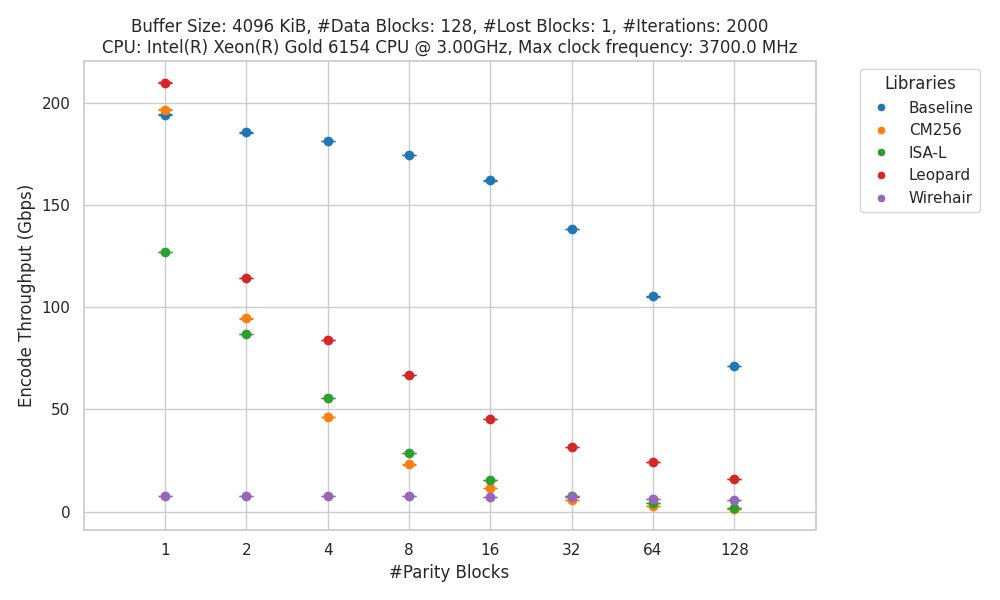 Buffer Size: 4096 KiB, #Data Blocks: 128, #Lost Blocks: 1, #Iterations: 2000
CPU: Intel(R) Xeon(R) Gold 6154 CPU @ 3.00GHz, Max clock frequency: 3700.0 MHz
Encode Throughput (Gbps)
200
150
100
50
0
1 2 4 8 16 32 64 128
#Parity Blocks
Libraries
Baseline
CM256
ISA-L
Leopard
Wirehair